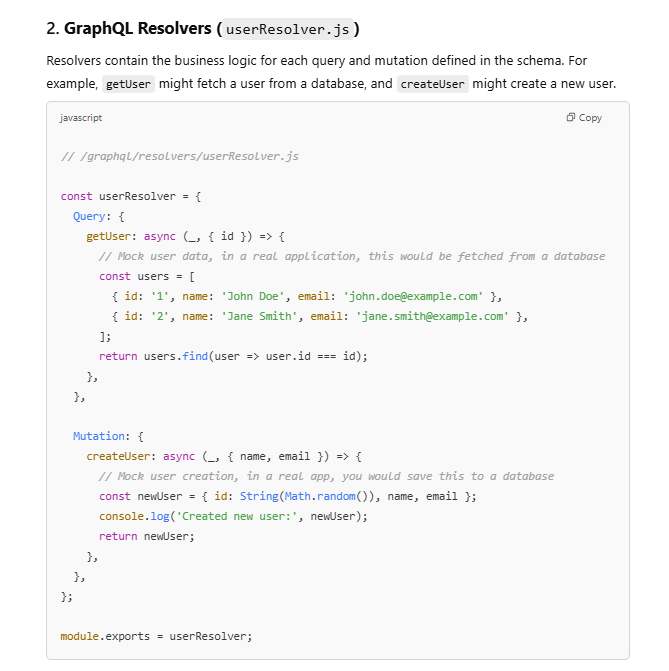 2. GraphQL Resolvers (userResolver.js)
Resolvers contain the business logic for each query and mutation defined in the schema. For
example, getUser might fetch a user from a database, and createUser might create a new user.
javascript
Copy
// /graphql/resolvers/userResolver.js
const userResolver = {
  Query: {
    getUser: async (_, { id }) => {
      // Mock user data, in a real application, this would be fetched from a database
      const users = [
        { id: '1', name: 'John Doe', email: 'john.doe@example.com' },
        { id: '2', name: 'Jane Smith', email: 'jane.smith@example.com' },
      ];
      return users.find(user => user.id === id);
    },
  },
  Mutation: {
    createUser: async (_, { name, email }) => {
      // Mock user creation, in a real app, you would save this to a database
      const newUser = { id: String(Math.random()), name, email };
      console.log('Created new user:', newUser);
      return newUser;
    },
  },
};
module.exports = userResolver;